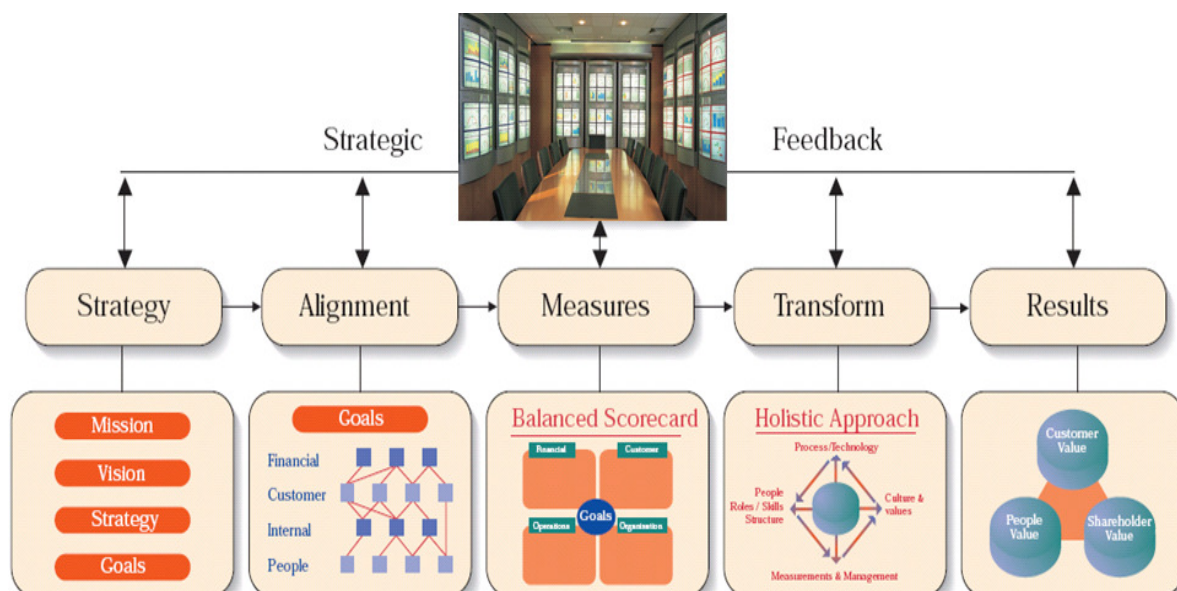 Strategic
Feedback
Strategy
Alignment
Measures
Transform
Results
Mission
Vision
Strategy
Goals
Goals
Financial
Customer
Internal
People
Balanced Scorecard
Financial
Customer
Goals
Operations
Organisation
Holistic Approach
Process/Technology
People
Roles / Skills
Structure
Culture &
values
Measurements & Management
Customer
Value
People
Value
Shareholder
Value